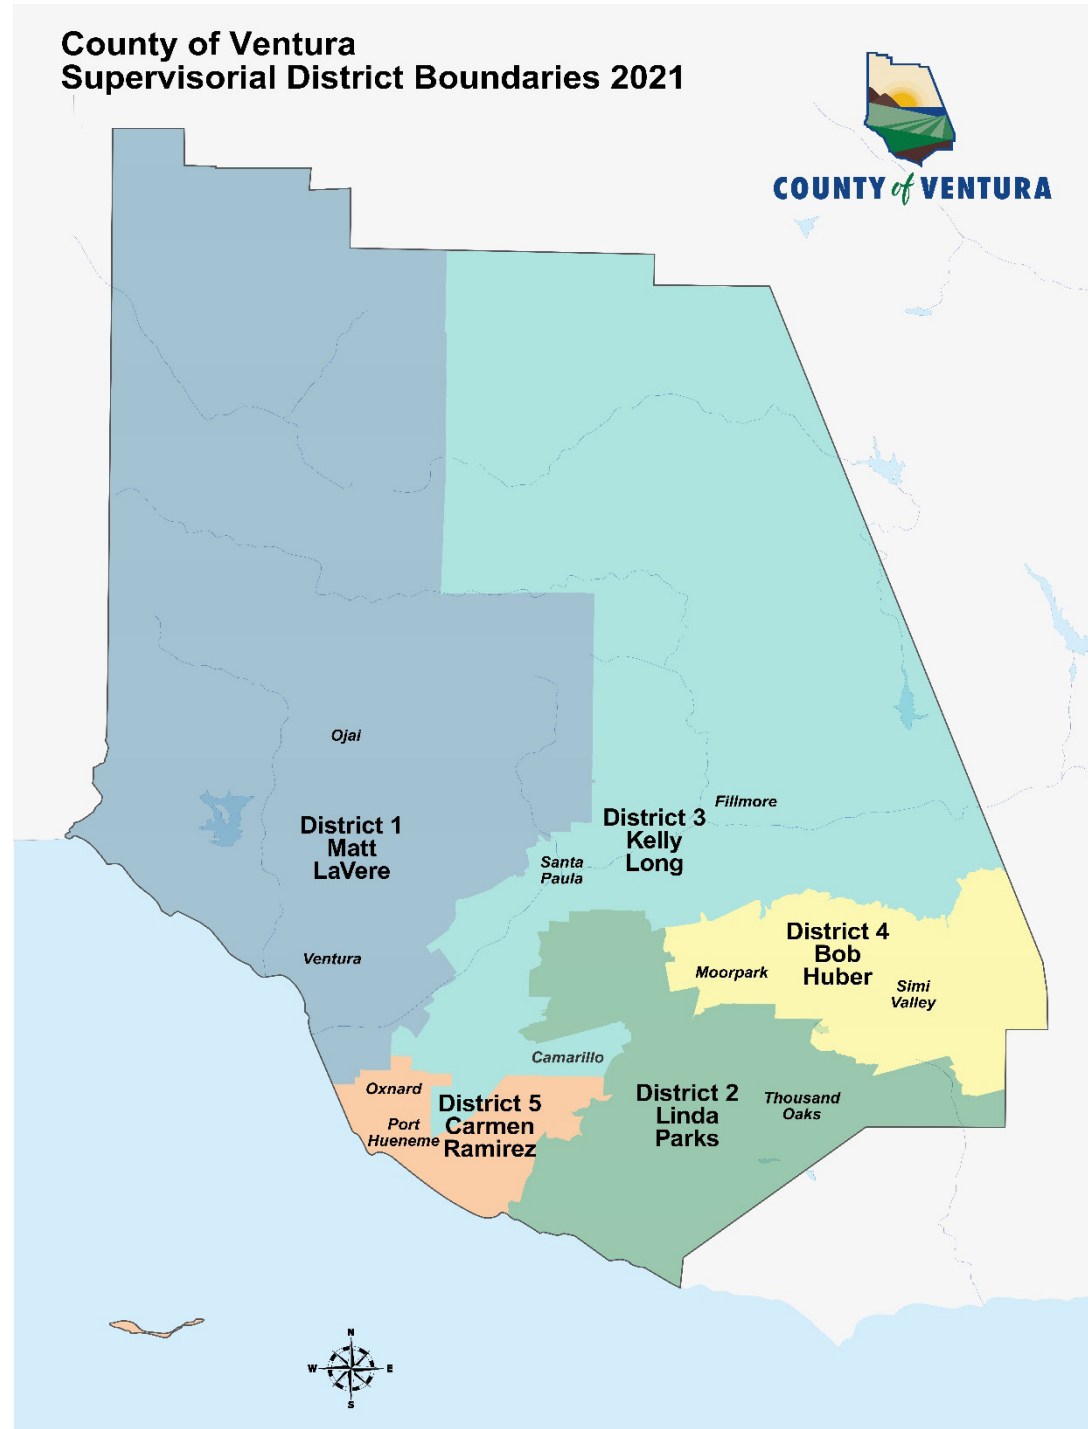 County of Ventura
Supervisorial District Boundaries 2021
COUNTY of VENTURA
Ojai
District 1
Matt
LaVere
Ventura
Fillmore
District 3
Kelly
Long
Santa
Paula
District 4
Bob
Huber
Moorpark
Simi
Valley
Camarillo
Oxnard
Port
Hueneme
District 5
Carmen
Ramirez
District 2
Linda
Parks
Thousand
Oaks
N
W E
S